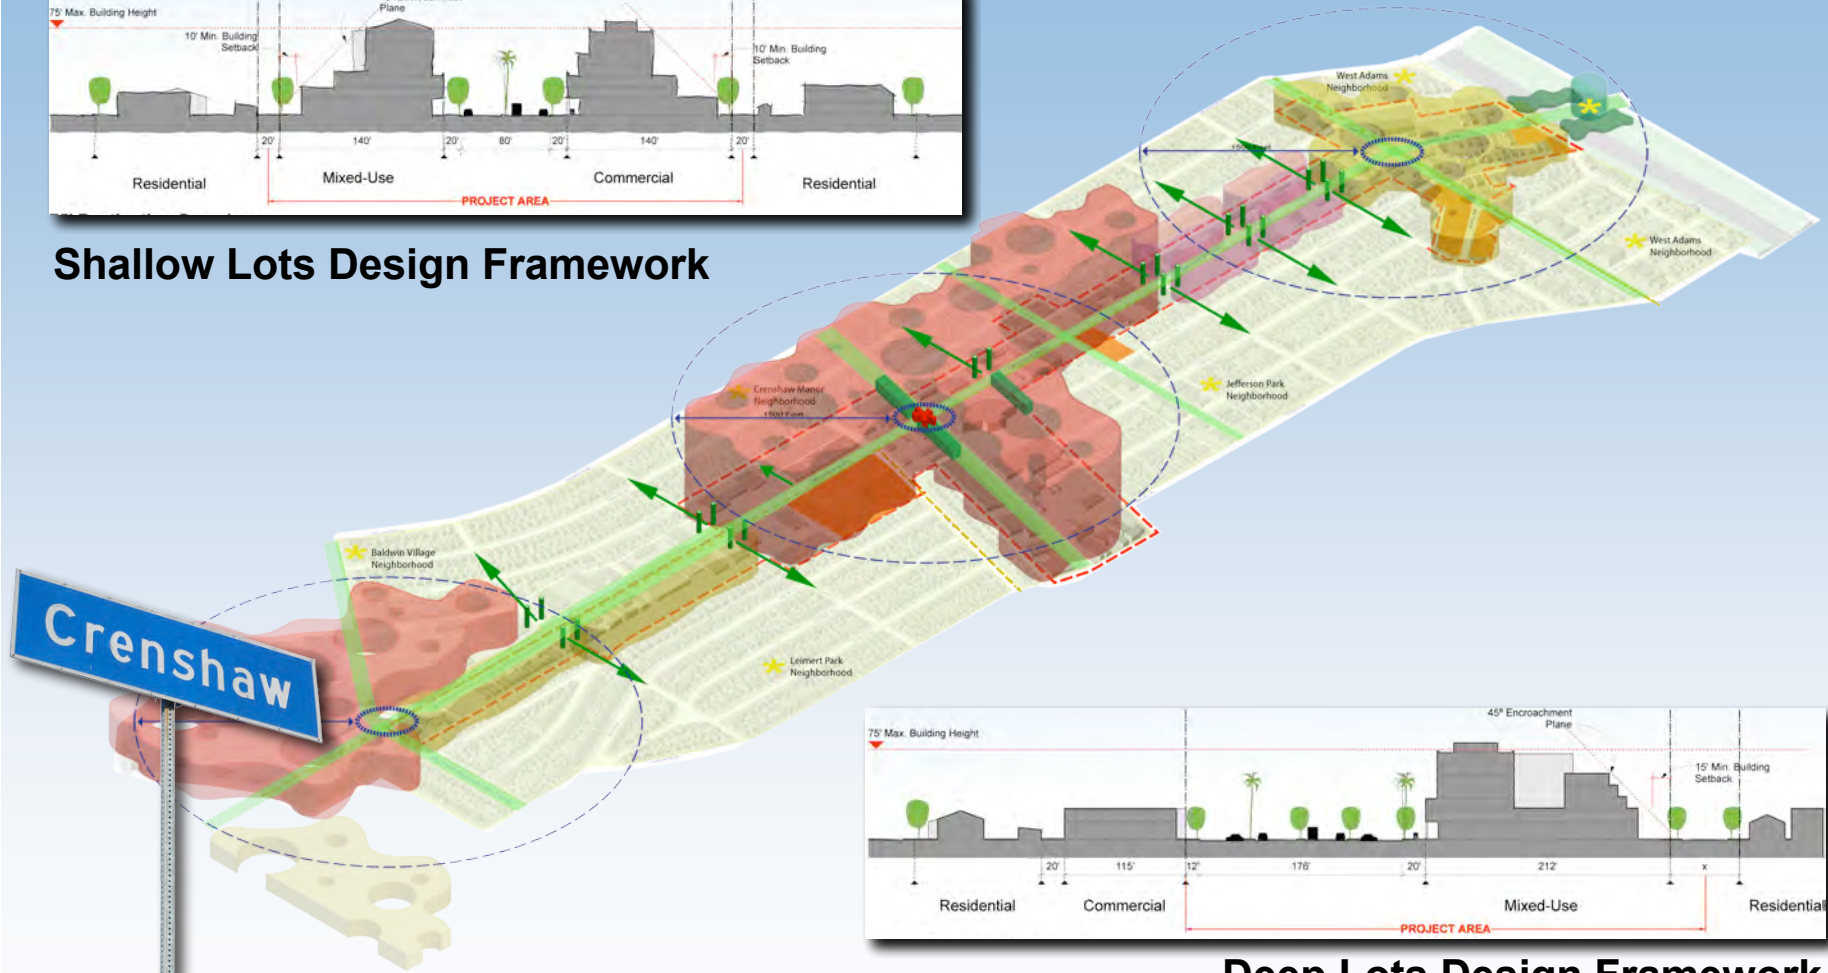 75' Max. Building Height
Plane
10' Min. Building
Setback
10' Min. Building
Setback
20'
140'
20'
80'
20'
140'
20'
Residential
Mixed-Use
Commercial
Residential
PROJECT AREA
Shallow Lots Design Framework
West Adams
Neighborhood
1500 Feet
West Adams
Neighborhood
Crenshaw Manor
Neighborhood
1500 Feet
Jefferson Park
Neighborhood
Baldwin Village
Neighborhood
Leimert Park
Neighborhood
Crenshaw
45º Encroachment
Plane
75' Max. Building Height
15' Min. Building
Setback
20'
115'
12'
176'
20'
212'
x
Residential
Commercial
Mixed-Use
Residential
PROJECT AREA
Deep Lots Design Framework